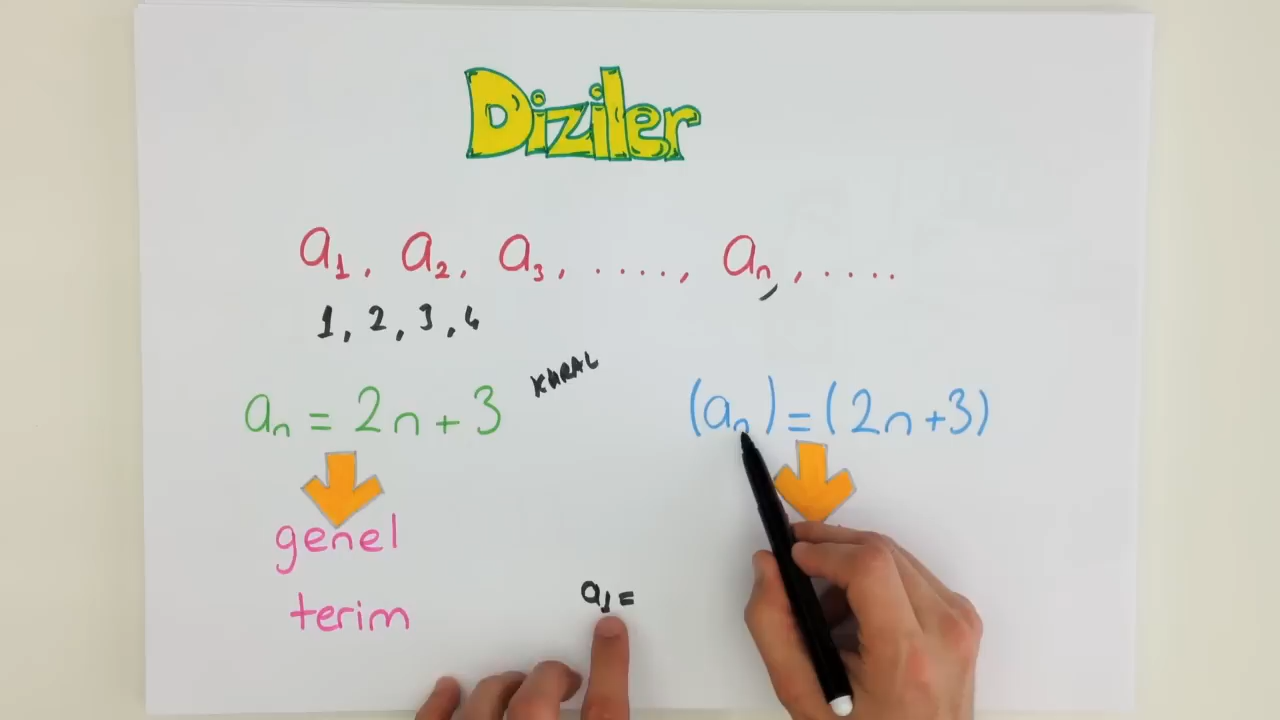 Diziler
a₁, a₂, a₃, ...., aₙ, ....
1, 2, 3, 4
KURAL
aₙ = 2n + 3
(aₙ) = (2n+3)
genel
terim
a₁ =